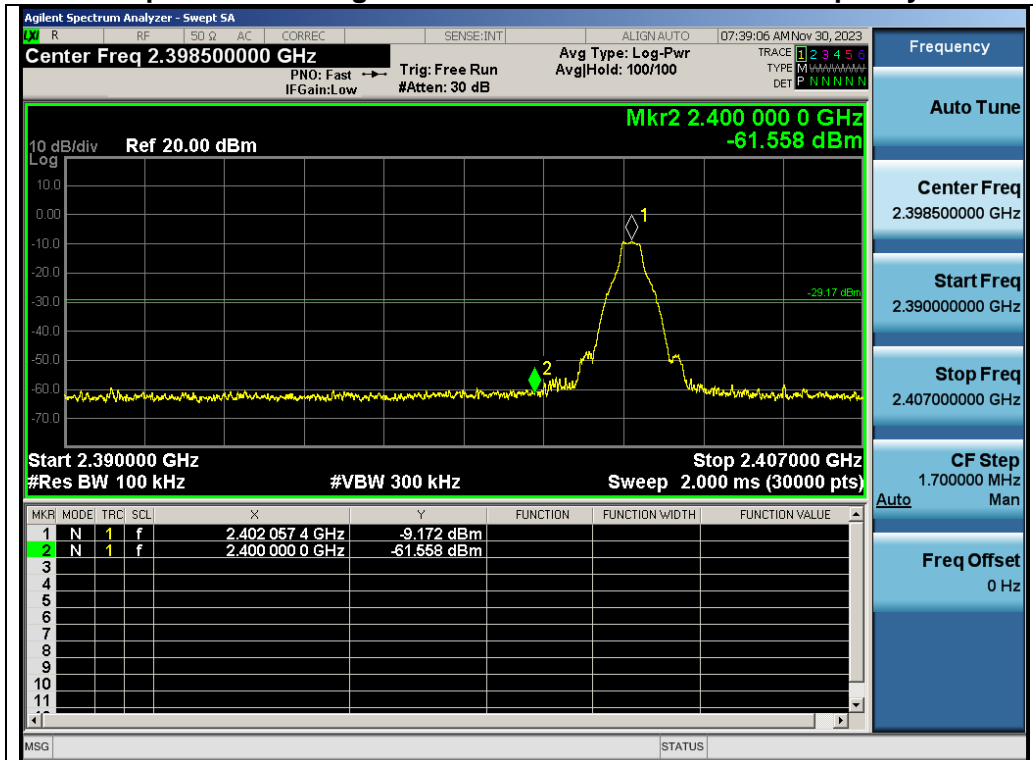 Agilent Spectrum Analyzer - Swept SA
LXI R RF 50 Ω AC CORREC SENSE:INT ALIGN AUTO 07:39:06 AM Nov 30, 2023
Center Freq 2.398500000 GHz
PNO: Fast
IFGain:Low
Trig: Free Run
#Atten: 30 dB
Avg Type: Log-Pwr
Avg|Hold: 100/100
TRACE 1 2 3 4 5 6
TYPE M
DET P N N N N N
Mkr2 2.400 000 0 GHz
-61.558 dBm
10 dB/div Ref 20.00 dBm
Log
10.0
0.00
-10.0
-20.0
-30.0
-40.0
-50.0
-60.0
-70.0
1
-29.17 dBm
2
Start 2.390000 GHz Stop 2.407000 GHz
#Res BW 100 kHz #VBW 300 kHz Sweep 2.000 ms (30000 pts)
MKR MODE TRC SCL X Y FUNCTION FUNCTION WIDTH FUNCTION VALUE
1 N 1 f 2.402 057 4 GHz -9.172 dBm
2 N 1 f 2.400 000 0 GHz -61.558 dBm
3
4
5
6
7
8
9
10
11
MSG STATUS
Frequency
Auto Tune
Center Freq
2.398500000 GHz
Start Freq
2.390000000 GHz
Stop Freq
2.407000000 GHz
CF Step
1.700000 MHz
Auto Man
Freq Offset
0 Hz